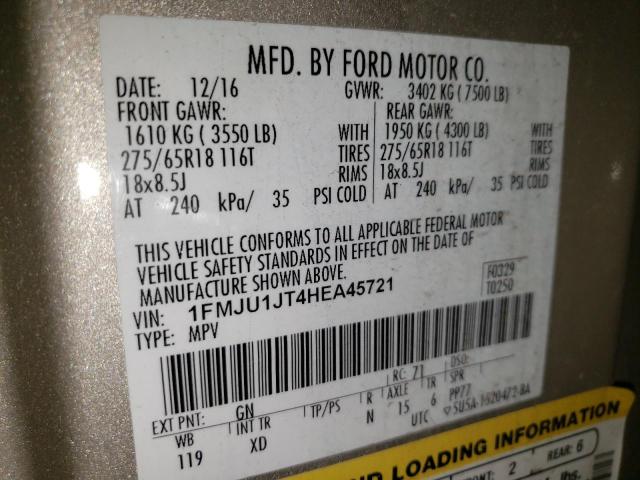 MFD. BY FORD MOTOR CO.
DATE: 12/16 GVWR: 3402 KG ( 7500 LB)
FRONT GAWR: REAR GAWR:
1610 KG ( 3550 LB) WITH 1950 KG ( 4300 LB) WITH
275/65R18 116T TIRES 275/65R18 116T TIRES
18x8.5J RIMS 18x8.5J RIMS
AT 240 kPa/ 35 PSI COLD AT 240 kPa/ 35 PSI COLD
THIS VEHICLE CONFORMS TO ALL APPLICABLE FEDERAL MOTOR
VEHICLE SAFETY STANDARDS IN EFFECT ON THE DATE OF
MANUFACTURE SHOWN ABOVE.
F0329
T0250
VIN: 1FMJU1JT4HEA45721
TYPE: MPV
EXT PNT: GN RC: 71 DSO:
WB INT TR TP/PS R AXLE TR SPR
119 XD N 15 6 PP77
UTC
LOADING INFORMATION
2 REAR: 6
lbs.